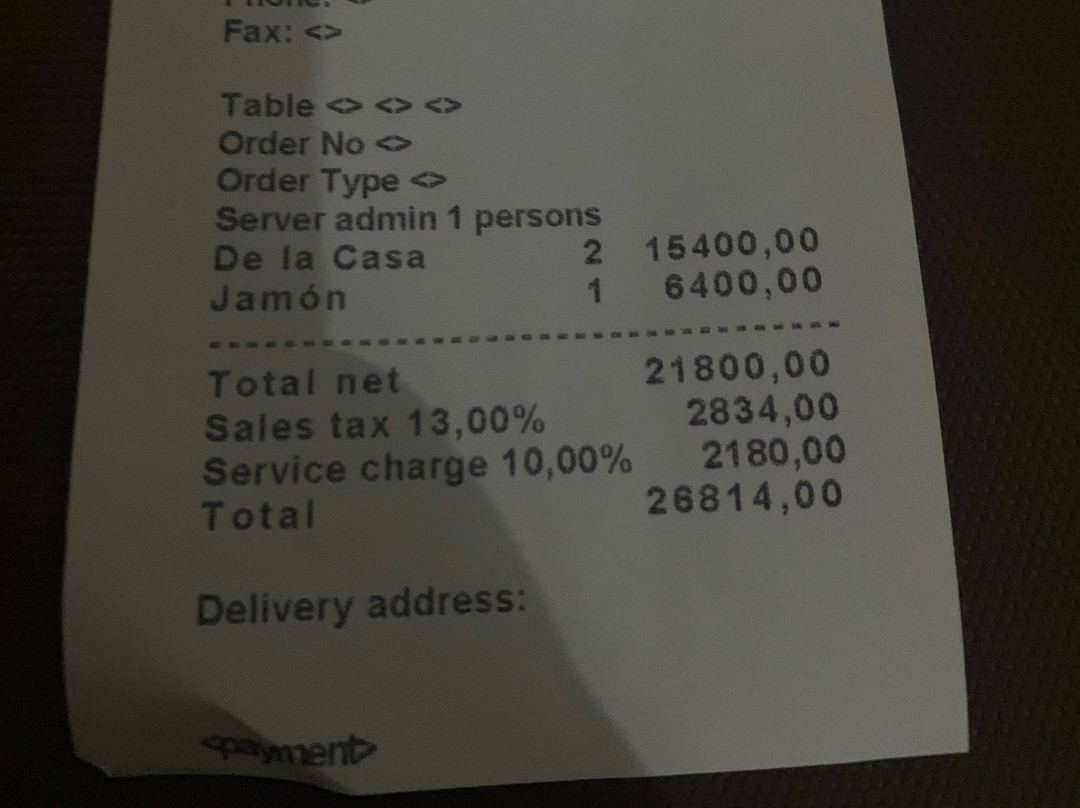 Phone: <>
Fax: <>
Table <> <> <>
Order No <>
Order Type <>
Server admin 1 persons
De la Casa 2 15400,00
Jamón 1 6400,00
Total net 21800,00
Sales tax 13,00% 2834,00
Service charge 10,00% 2180,00
Total 26814,00
Delivery address:
<payment>